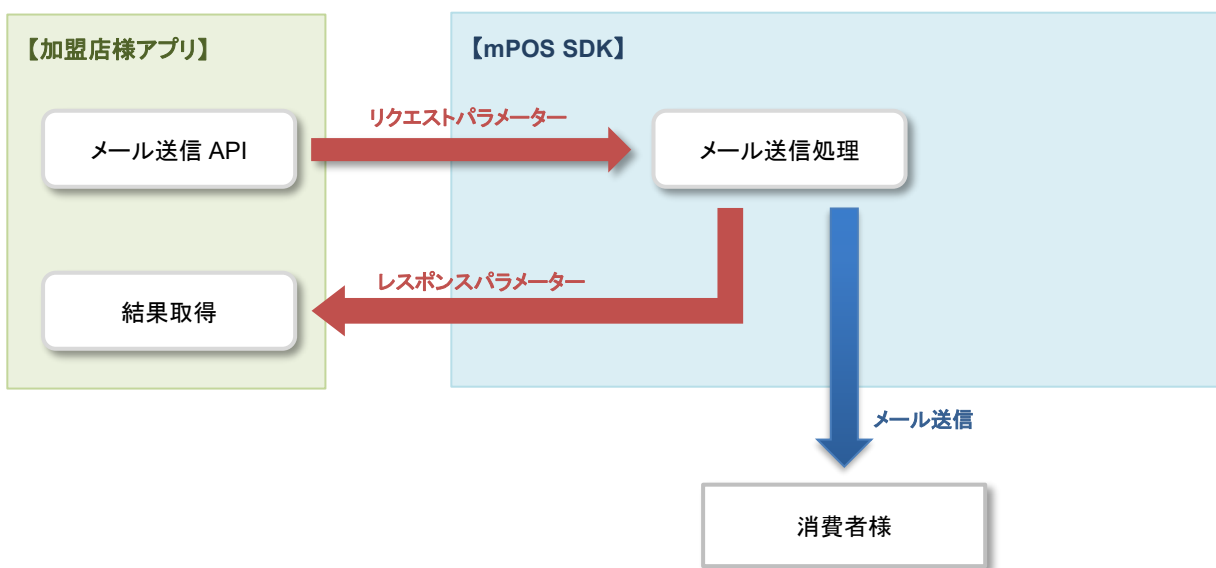 【加盟店様アプリ】
【mPOS SDK】
リクエストパラメーター
メール送信 API
メール送信処理
レスポンスパラメーター
結果取得
メール送信
消費者様